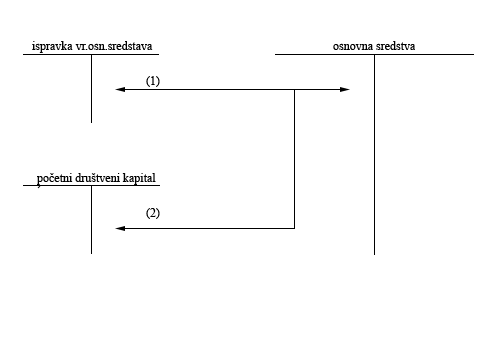 ispravka vr.osn.sredstava
osnovna sredstva
(1)
početni društveni kapital
(2)